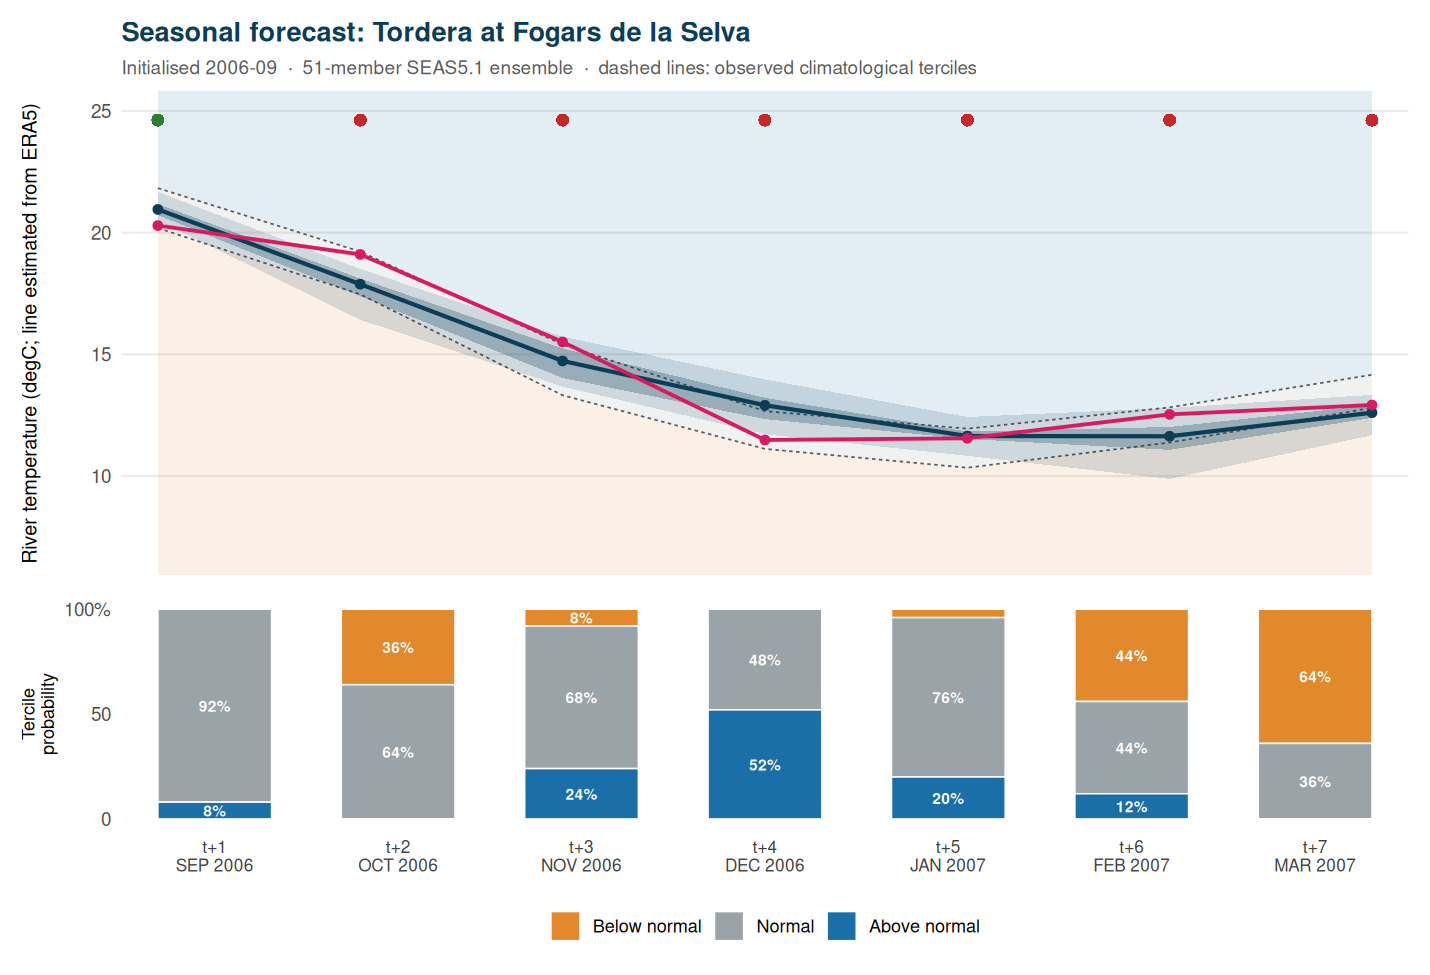 Seasonal forecast: Tordera at Fogars de la Selva
Initialised 2006-09 · 51-member SEAS5.1 ensemble · dashed lines: observed climatological terciles
River temperature (degC; line estimated from ERA5)
25
20
15
10
Tercile
probability
100%
50
0
92%
8%
36%
64%
8%
68%
24%
48%
52%
76%
20%
44%
44%
12%
64%
36%
t+1
SEP 2006
t+2
OCT 2006
t+3
NOV 2006
t+4
DEC 2006
t+5
JAN 2007
t+6
FEB 2007
t+7
MAR 2007
Below normal
Normal
Above normal